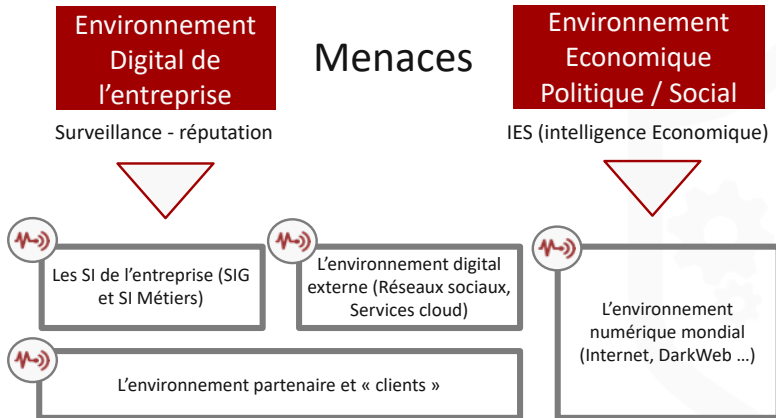 Environnement
Digital de
l’entreprise
Menaces
Environnement
Economique
Politique / Social
Surveillance - réputation
IES (intelligence Economique)
Les SI de l’entreprise (SIG
et SI Métiers)
L’environnement digital
externe (Réseaux sociaux,
Services cloud)
L’environnement
numérique mondial
(Internet, DarkWeb …)
L’environnement partenaire et « clients »